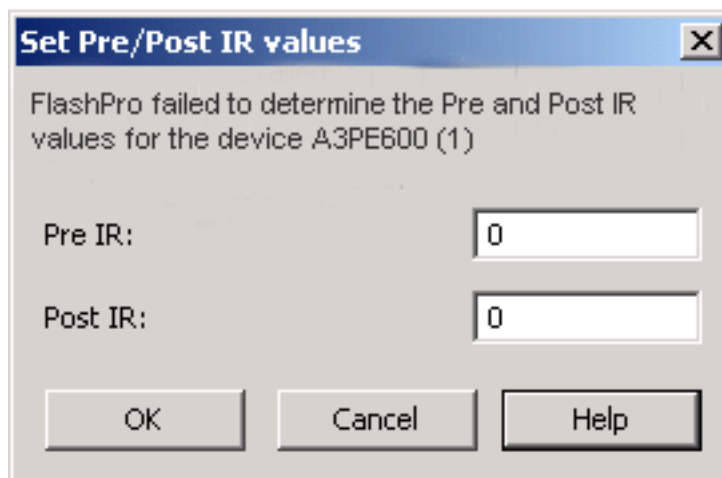 Set Pre/Post IR values
FlashPro failed to determine the Pre and Post IR
values for the device A3PE600 (1)
Pre IR: 0
Post IR: 0
OK Cancel Help